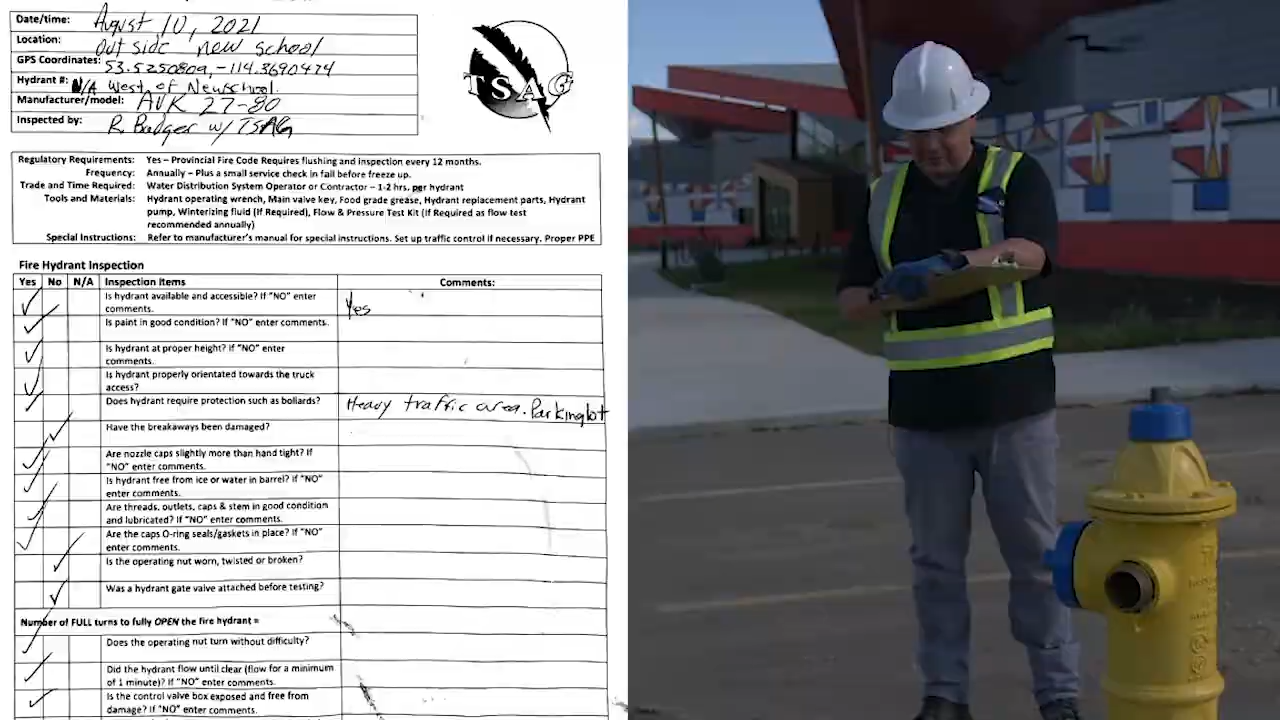 Date/time: August 10, 2021
Location: Out side new school
GPS Coordinates: 53.5250809, -114.3690474
Hydrant #: N/A West of New school.
Manufacturer/model: AVK 27-80
Inspected by: R. Badger w/ TSAG
TSAG
Regulatory Requirements: Yes – Provincial Fire Code Requires flushing and inspection every 12 months.
Frequency: Annually – Plus a small service check in fall before freeze up.
Trade and Time Required: Water Distribution System Operator or Contractor – 1-2 hrs. per hydrant
Tools and Materials: Hydrant operating wrench, Main valve key, Food grade grease, Hydrant replacement parts, Hydrant
pump, Winterizing fluid (If Required), Flow & Pressure Test Kit (If Required as flow test
recommended annually)
Special Instructions: Refer to manufacturer's manual for special instructions. Set up traffic control if necessary. Proper PPE
Fire Hydrant Inspection
Yes No N/A Inspection Items Comments:
Is hydrant available and accessible? If "NO" enter
comments. Yes
Is paint in good condition? If "NO" enter comments.
Is hydrant at proper height? If "NO" enter
comments.
Is hydrant properly orientated towards the truck
access?
Does hydrant require protection such as bollards? Heavy traffic area. Parkinglot
Have the breakaways been damaged?
Are nozzle caps slightly more than hand tight? If
"NO" enter comments.
Is hydrant free from ice or water in barrel? If "NO"
enter comments.
Are threads, outlets, caps & stem in good condition
and lubricated? If "NO" enter comments.
Are the caps O-ring seals/gaskets in place? If "NO"
enter comments.
Is the operating nut worn, twisted or broken?
Was a hydrant gate valve attached before testing?
Number of FULL turns to fully OPEN the fire hydrant =
Does the operating nut turn without difficulty?
Did the hydrant flow until clear (flow for a minimum
of 1 minute)? If "NO" enter comments.
Is the control valve box exposed and free from
damage? If "NO" enter comments.